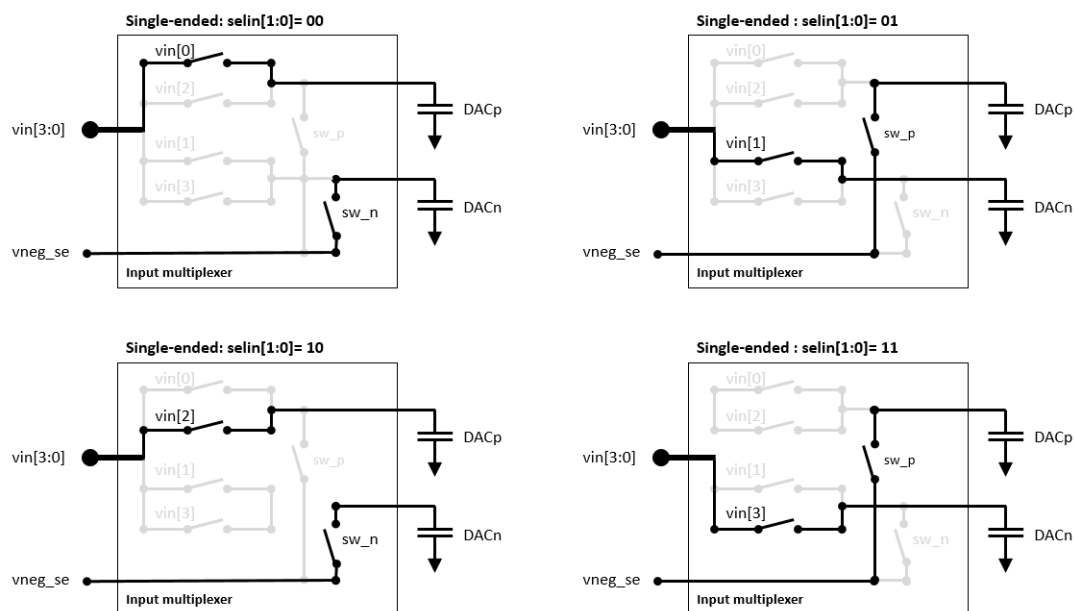 Single-ended: selin[1:0]= 00
vin[0]
vin[2]
DACp
vin[3:0]
sw_p
vin[1]
vin[3]
DACn
sw_n
vneg_se
Input multiplexer
Single-ended : selin[1:0]= 01
vin[0]
vin[2]
DACp
vin[3:0]
sw_p
vin[1]
vin[3]
DACn
sw_n
vneg_se
Input multiplexer
Single-ended: selin[1:0]= 10
vin[0]
vin[2]
DACp
vin[3:0]
sw_p
vin[1]
vin[3]
DACn
sw_n
vneg_se
Input multiplexer
Single-ended : selin[1:0]= 11
vin[0]
vin[2]
DACp
vin[3:0]
sw_p
vin[1]
vin[3]
DACn
sw_n
vneg_se
Input multiplexer